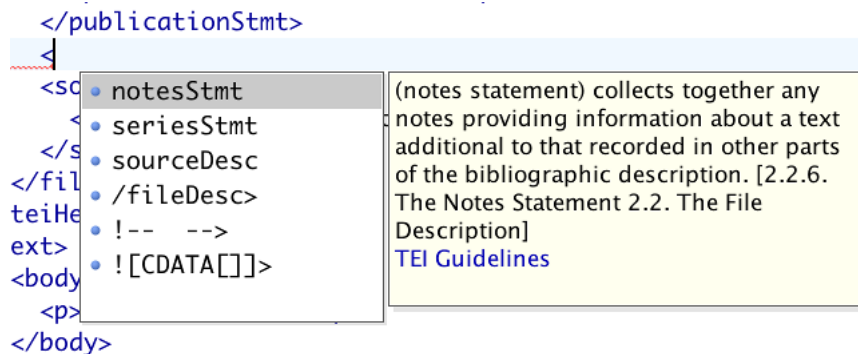 </publicationStmt>
<
<so
notesStmt
seriesStmt
sourceDesc
/fileDesc>
!-- -->
![CDATA[]]>
(notes statement) collects together any
notes providing information about a text
additional to that recorded in other parts
of the bibliographic description. [2.2.6.
The Notes Statement 2.2. The File
Description]
TEI Guidelines
<
</s
</fil
teiHe
ext>
<body
<p>
</body>